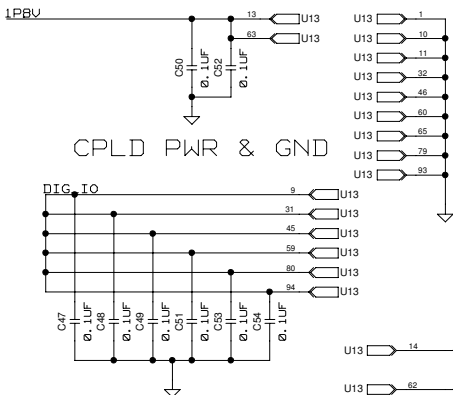 1P8V 13 U13
63 U13
C50 0.1UF C52 0.1UF
CPLD PWR & GND
U13 1
U13 10
U13 11
U13 32
U13 46
U13 60
U13 65
U13 79
U13 93
DIG_IO 9 U13
31 U13
45 U13
59 U13
80 U13
94 U13
C47 0.1UF C48 0.1UF C49 0.1UF C51 0.1UF C53 0.1UF C54 0.1UF
U13 14
U13 62